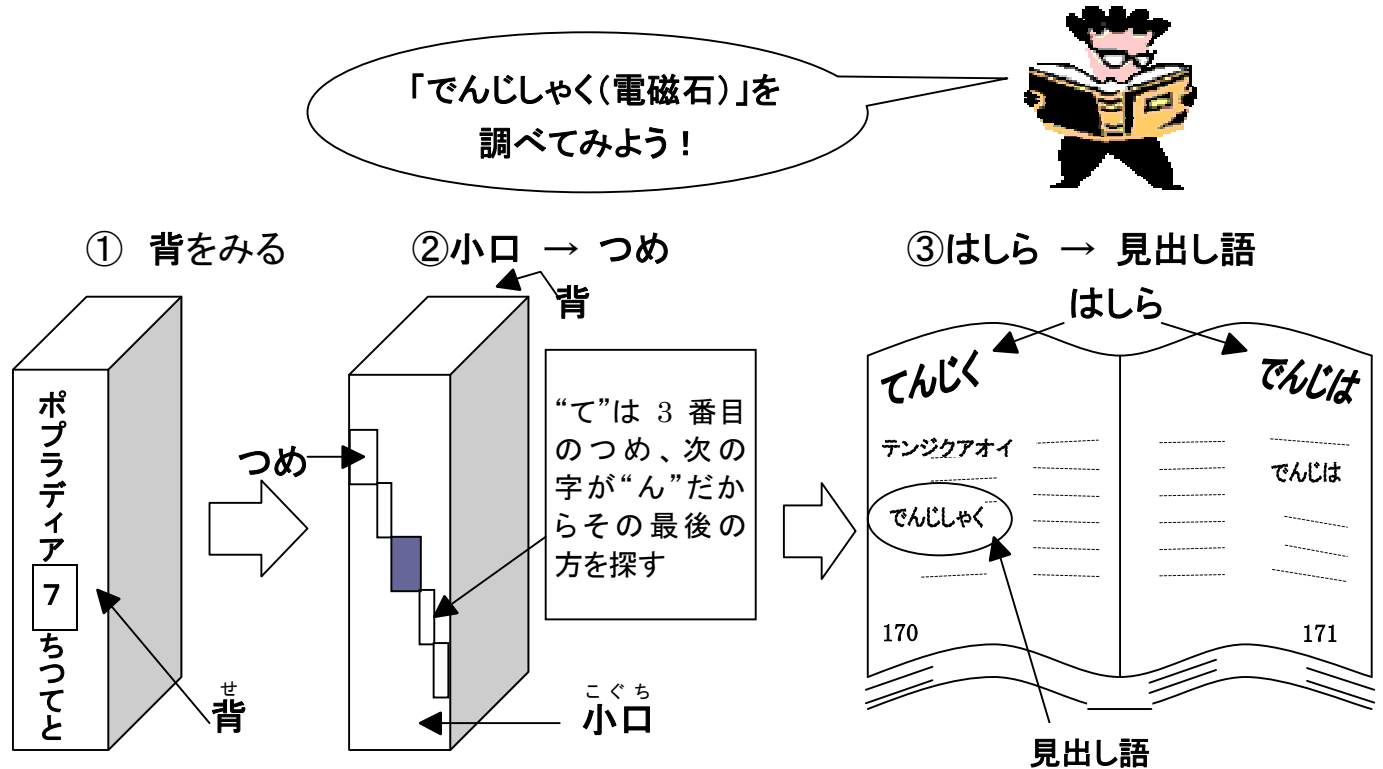 「でんじしゃく（電磁石）」を
調べてみよう！
① 背をみる
②小口 → つめ
③はしら → 見出し語
背
はしら
ポプラディア
7
ちつてと
せ
背
つめ
“て”は 3 番目
のつめ、次の
字が“ん”だか
らその最後の
方を探す
こぐち
小口
てんじく
でんじは
テンジクアオイ
でんじしゃく
でんじは
170
171
見出し語